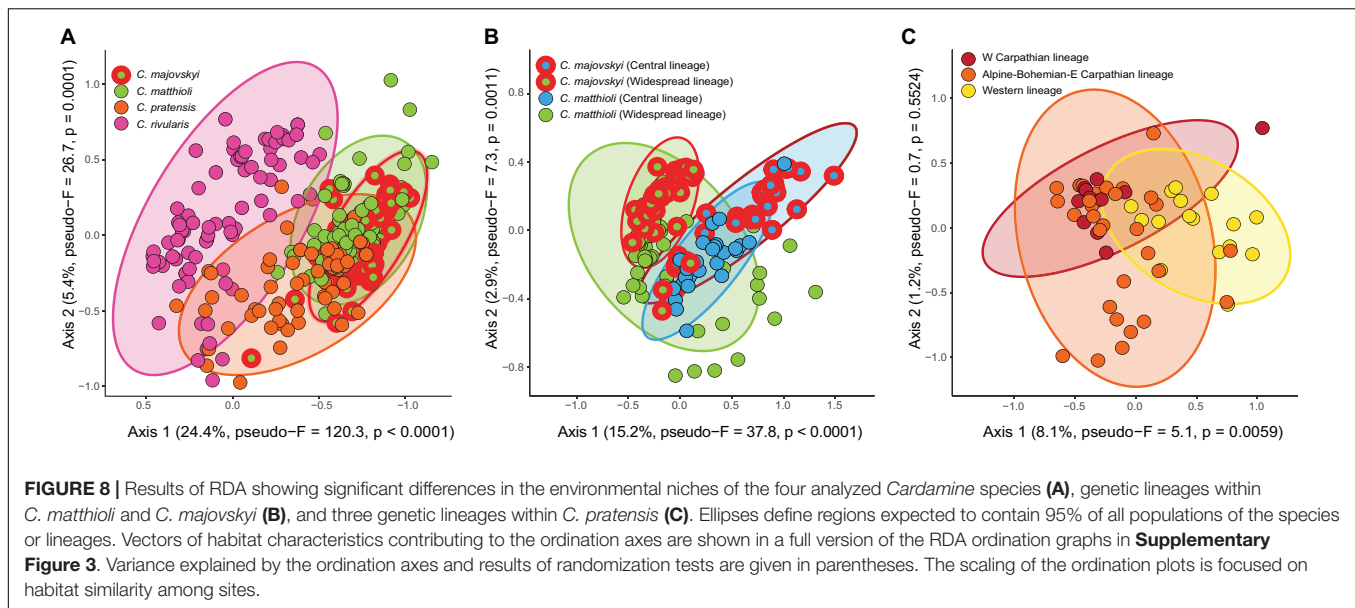 A
C. majovskyi
C. matthioli
C. pratensis
C. rivularis
Axis 2 (5.4%, pseudo−F = 26.7, p = 0.0001)
1.0
0.5
0.0
−0.5
−1.0
0.5
0.0
−0.5
−1.0
Axis 1 (24.4%, pseudo−F = 120.3, p < 0.0001)
B
C. majovskyi (Central lineage)
C. majovskyi (Widespread lineage)
C. matthioli (Central lineage)
C. matthioli (Widespread lineage)
Axis 2 (2.9%, pseudo−F = 7.3, p = 0.0011)
0.8
0.4
0.0
−0.4
−0.8
−1.0
−0.5
0.0
0.5
1.0
1.5
Axis 1 (15.2%, pseudo−F = 37.8, p < 0.0001)
C
W Carpathian lineage
Alpine-Bohemian-E Carpathian lineage
Western lineage
Axis 2 (1.2%, pseudo−F = 0.7, p = 0.5524)
1.0
0.5
0.0
−0.5
−1.0
−1.0
−0.5
0.0
0.5
1.0
Axis 1 (8.1%, pseudo−F = 5.1, p = 0.0059)
FIGURE 8 | Results of RDA showing significant differences in the environmental niches of the four analyzed Cardamine species (A), genetic lineages within
C. matthioli and C. majovskyi (B), and three genetic lineages within C. pratensis (C). Ellipses define regions expected to contain 95% of all populations of the species
or lineages. Vectors of habitat characteristics contributing to the ordination axes are shown in a full version of the RDA ordination graphs in Supplementary
Figure 3. Variance explained by the ordination axes and results of randomization tests are given in parentheses. The scaling of the ordination plots is focused on
habitat similarity among sites.